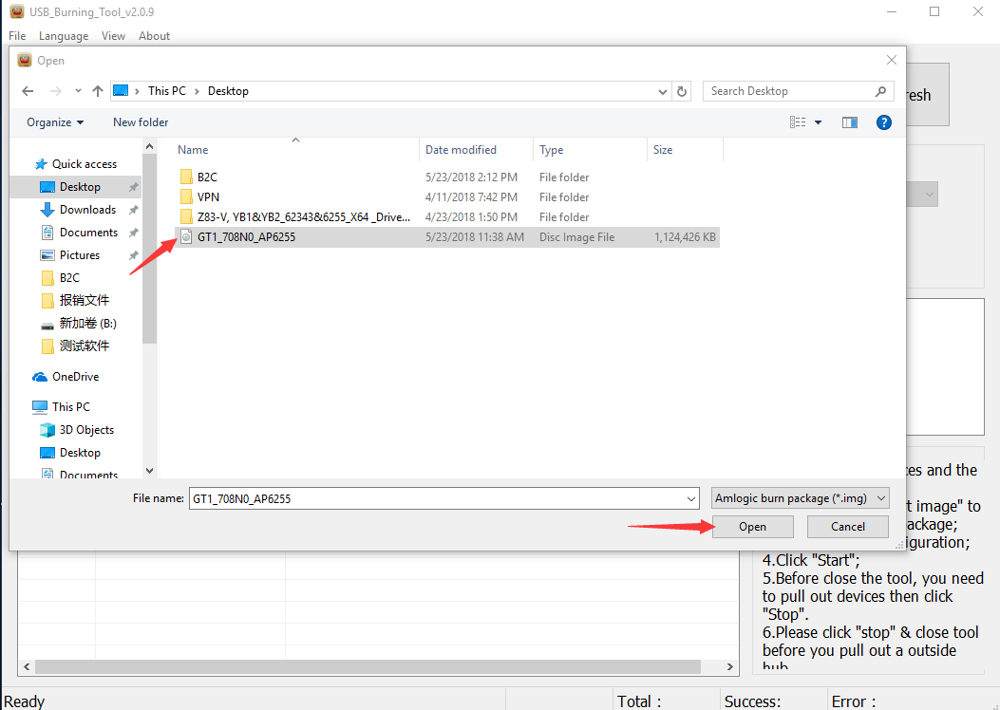 USB_Burning_Tool_v2.0.9
File Language View About
Open
This PC Desktop
Search Desktop
Organize New folder
Name Date modified Type Size
Quick access
Desktop
Downloads
Documents
Pictures
B2C
报销文件
新加卷 (B:)
测试软件
OneDrive
This PC
3D Objects
Desktop
Documents
B2C 5/23/2018 2:12 PM File folder
VPN 4/11/2018 7:42 PM File folder
Z83-V, YB1&YB2_62343&6255_X64 _Drive... 4/23/2018 1:50 PM File folder
GT1_708N0_AP6255 5/23/2018 11:38 AM Disc Image File 1,124,426 KB
File name: GT1_708N0_AP6255 Amlogic burn package (*.img)
Open Cancel
resh
ces and the
t image" to
ackage;
iguration;
4.Click "Start";
5.Before close the tool, you need
to pull out devices then click
"Stop".
6.Please click "stop" & close tool
before you pull out a outside
hub
Ready Total : Success: Error :